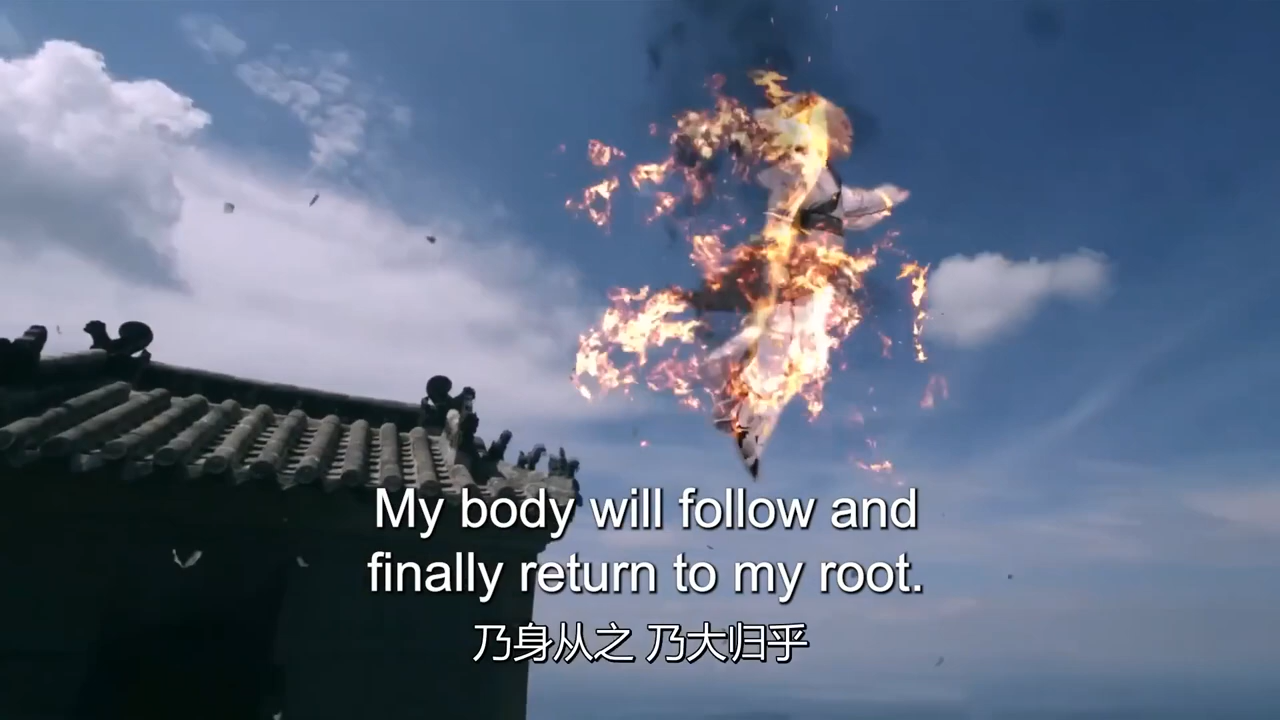 My body will follow and
finally return to my root.
乃身从之 乃大归乎